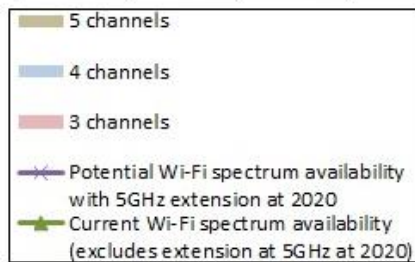 5 channels
4 channels
3 channels
Potential Wi-Fi spectrum availability
with 5GHz extension at 2020
Current Wi-Fi spectrum availability
(excludes extension at 5GHz at 2020)